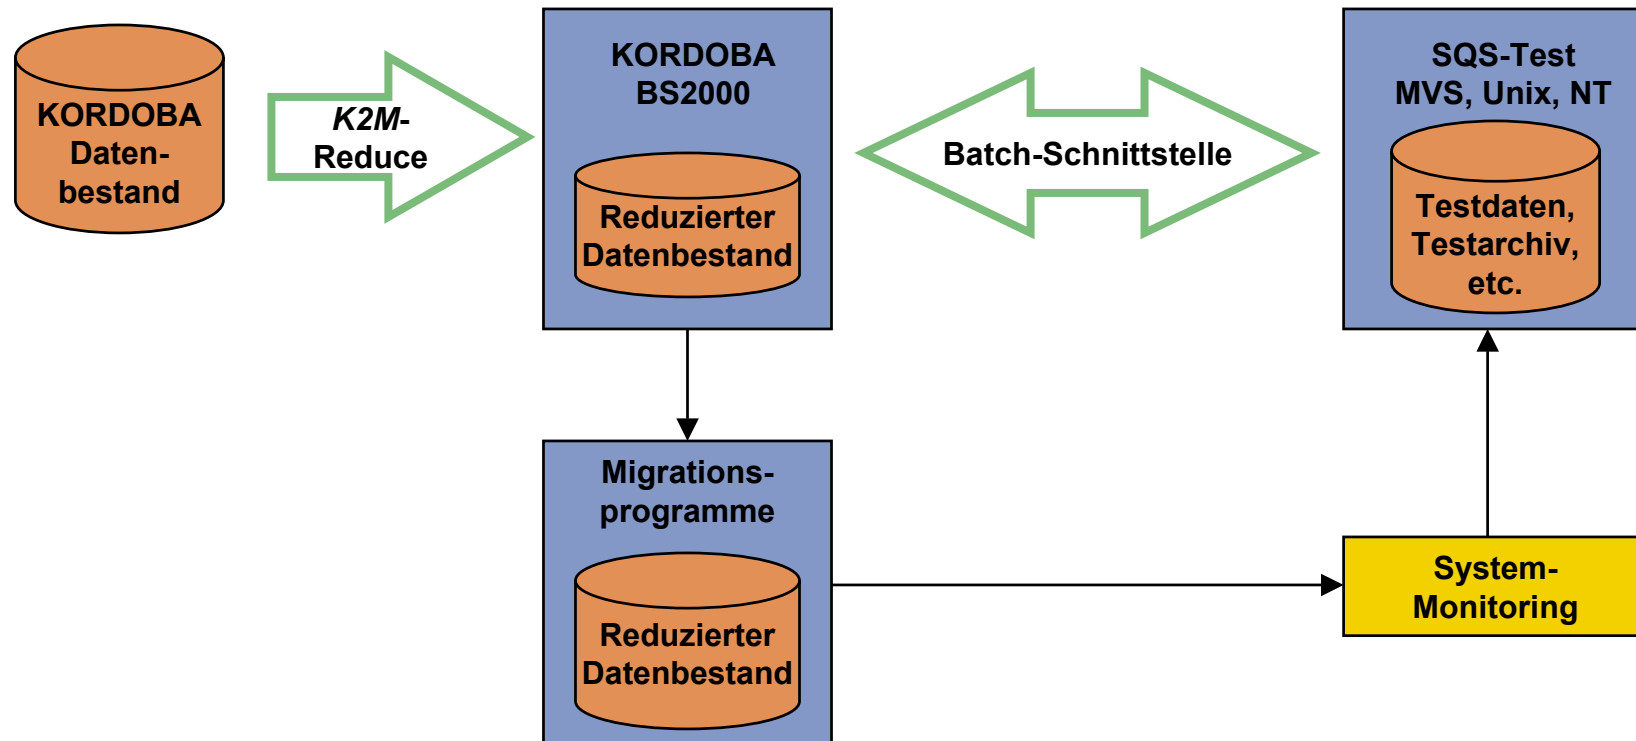 KORDOBA
Daten-
bestand
K2M-
Reduce
KORDOBA
BS2000
Reduzierter
Datenbestand
Batch-Schnittstelle
SQS-Test
MVS, Unix, NT
Testdaten,
Testarchiv,
etc.
Migrations-
programme
Reduzierter
Datenbestand
System-
Monitoring